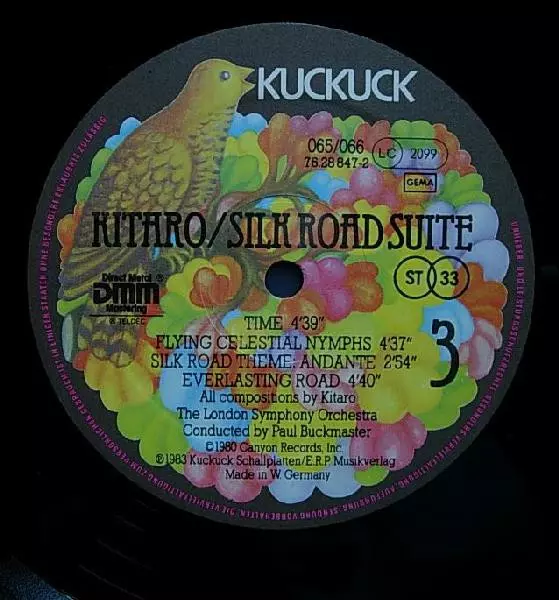 KUCKUCK
065/066
78.28 847-2
LC 2099
GEMA
KITARO/SILK ROAD SUITE
Direct Metal ®
DMM
Mastering
® TELDEC
ST 33
3
TIME 4'39"
FLYING CELESTIAL NYMPHS 4'37"
SILK ROAD THEME: ANDANTE 2'54"
EVERLASTING ROAD 4'40"
All compositions by Kitaro
The London Symphony Orchestra
Conducted by Paul Buckmaster
©1980 Canyon Records, Inc.
℗1983 Kuckuck Schallplatten/E.R.P. Musikverlag
Made in W. Germany